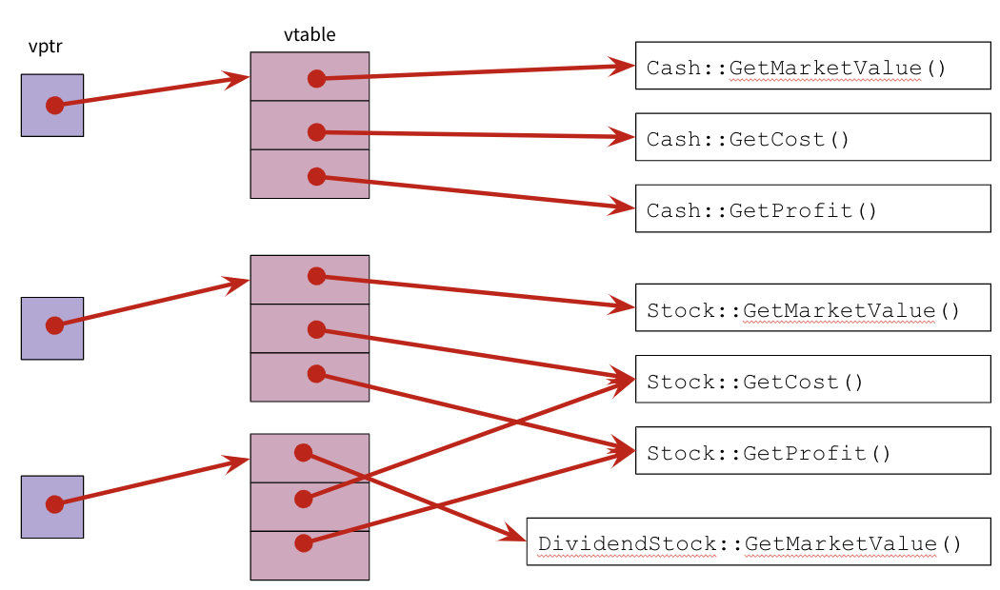 vptr
vtable
Cash::GetMarketValue()
Cash::GetCost()
Cash::GetProfit()
Stock::GetMarketValue()
Stock::GetCost()
Stock::GetProfit()
DividendStock::GetMarketValue()